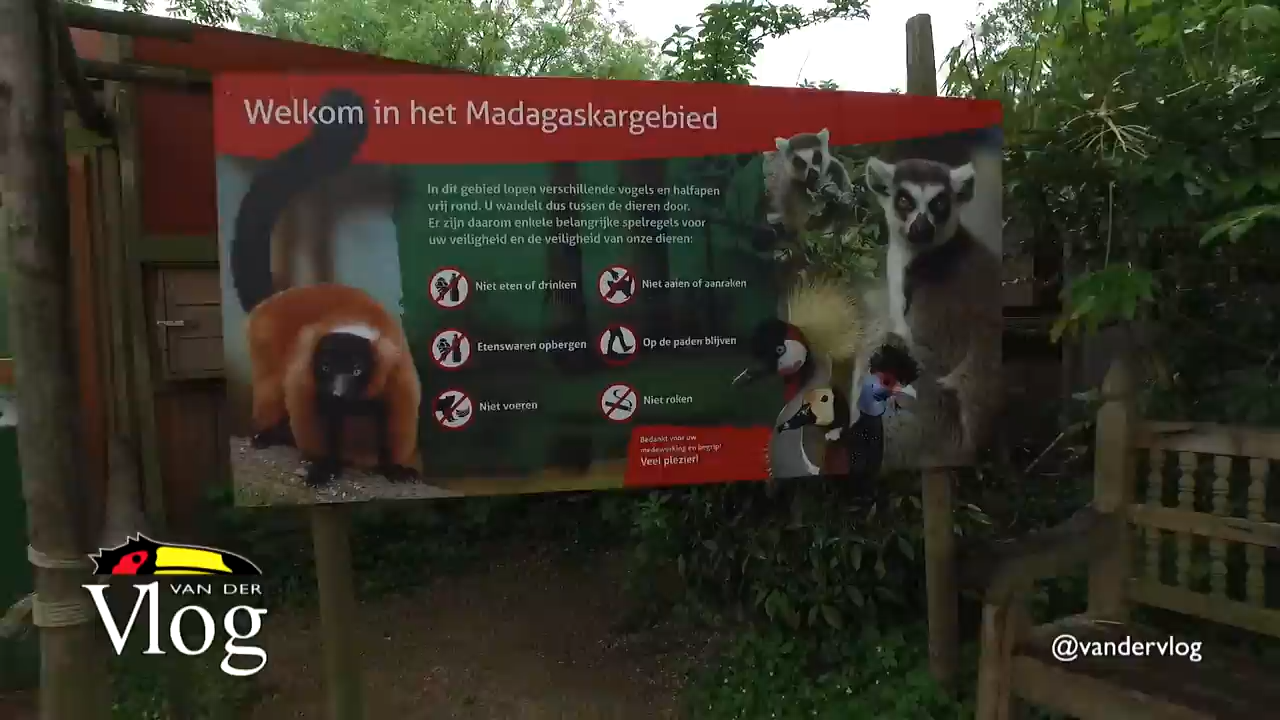 Welkom in het Madagaskargebied
In dit gebied lopen verschillende vogels en halfapen
vrij rond. U wandelt dus tussen de dieren door.
Er zijn daarom enkele belangrijke spelregels voor
uw veiligheid en de veiligheid van onze dieren:
Niet eten of drinken
Niet aaien of aanraken
Etenswaren opbergen
Op de paden blijven
Niet voeren
Niet roken
Bedankt voor uw
medewerking en begrip!
Veel plezier!
VAN DER
Vlog
@vandervlog